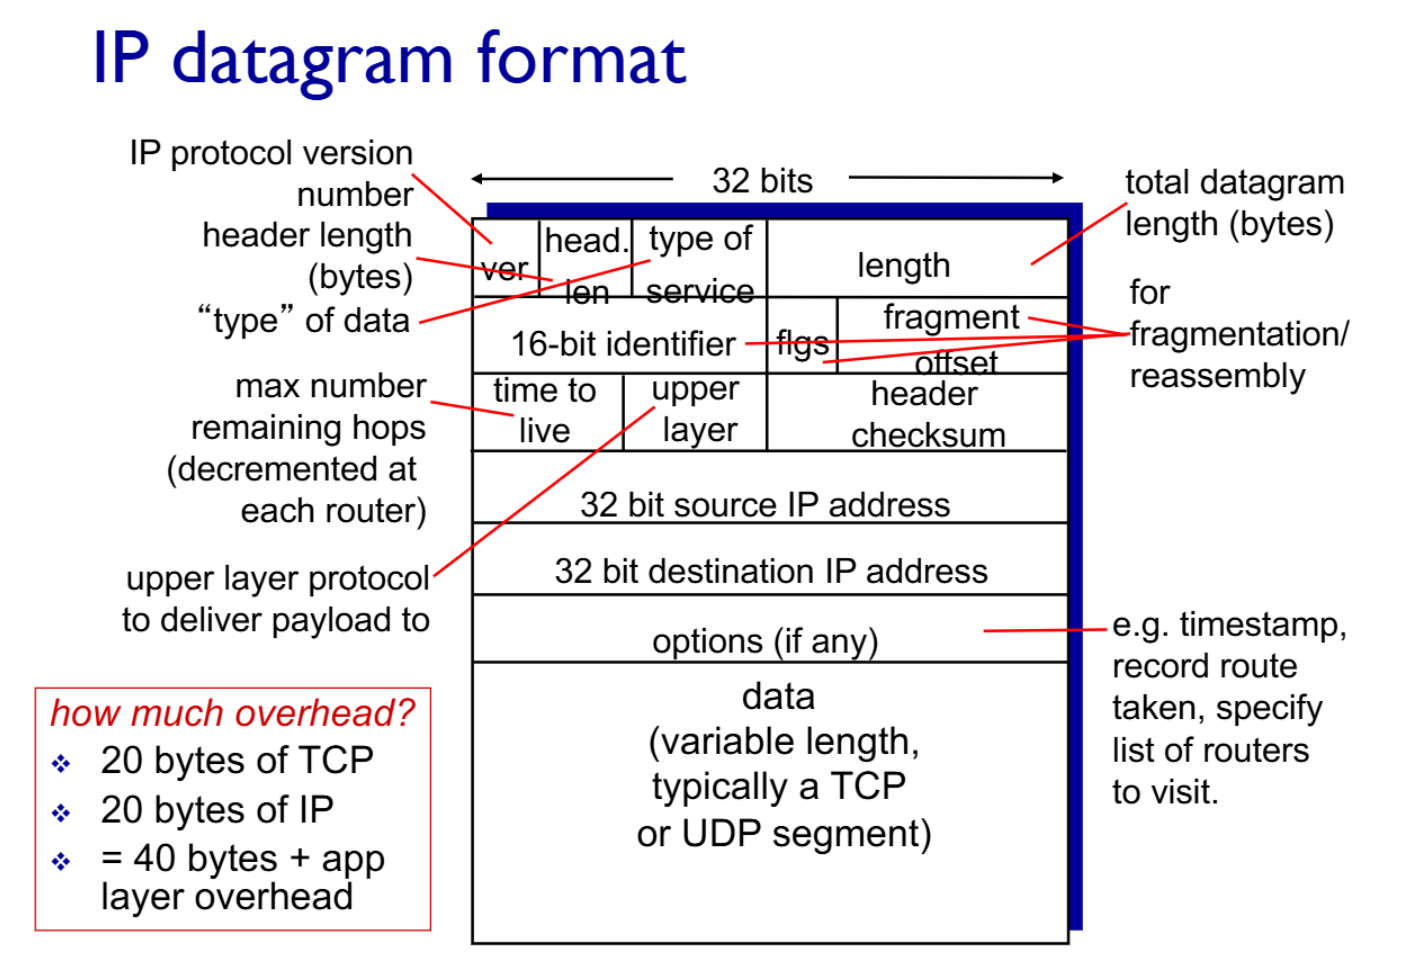 IP datagram format
IP protocol version
number
header length
(bytes)
“type” of data
max number
remaining hops
(decremented at
each router)
upper layer protocol
to deliver payload to
how much overhead?
20 bytes of TCP
20 bytes of IP
= 40 bytes + app
layer overhead
32 bits
ver
head.
len
type of
service
length
16-bit identifier
flgs
fragment
offset
time to
live
upper
layer
header
checksum
32 bit source IP address
32 bit destination IP address
options (if any)
data
(variable length,
typically a TCP
or UDP segment)
total datagram
length (bytes)
for
fragmentation/
reassembly
e.g. timestamp,
record route
taken, specify
list of routers
to visit.